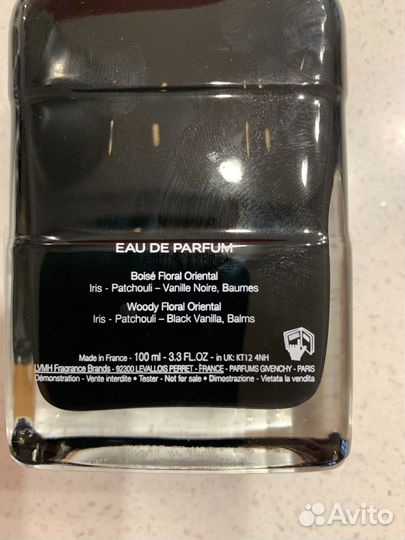 EAU DE PARFUM
Boisé Floral Oriental
Iris - Patchouli – Vanille Noire, Baumes
Woody Floral Oriental
Iris - Patchouli – Black Vanilla, Balms
Made in France - 100 ml - 3.3 FL.OZ - in UK: KT12 4NH
LVMH Fragrance Brands - 92300 LEVALLOIS PERRET - FRANCE - PARFUMS GIVENCHY - PARIS
Démonstration - Vente interdite • Tester - Not for sale • Dimostrazione - Vietata la vendita
Avito